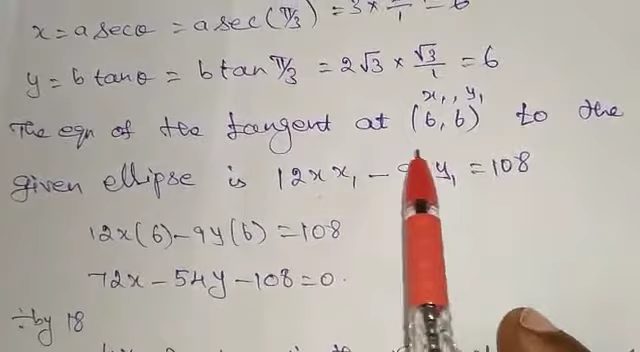 x = a secθ = a sec(π/3) = 3 × = 6
y = b tanθ = b tan π/3 = 2√3 × √3/1 = 6
x₁, y₁
The eqn of the tangent at (6, 6) to the
given ellipse is 12xx₁ − 9 y₁ = 108
12x(6) − 9y(6) = 108
72x − 54y − 108 = 0.
÷ by 18